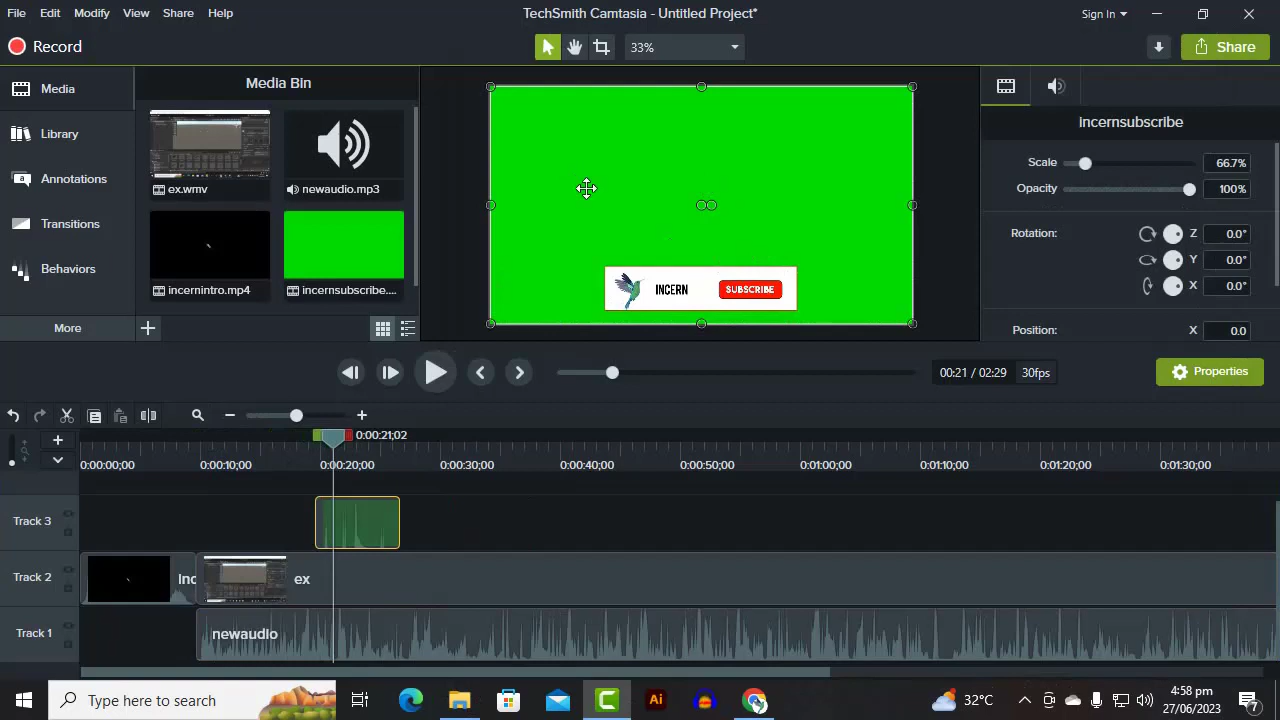 File Edit Modify View Share Help
TechSmith Camtasia - Untitled Project*
Sign In
Record
33%
Share
Media
Library
Annotations
Transitions
Behaviors
More
Media Bin
ex.wmv
newaudio.mp3
incernintro.mp4
incernsubscribe....
INCERN
SUBSCRIBE
Incernsubscribe
Scale 66.7%
Opacity 100%
Rotation: Z 0.0°
Y 0.0°
X 0.0°
Position: X 0.0
00:21 / 02:29 30fps
Properties
0:00:21;02
0:00:00;00 0:00:10;00 0:00:20;00 0:00:30;00 0:00:40;00 0:00:50;00 0:01:00;00 0:01:10;00 0:01:20;00 0:01:30;00
Track 3
Track 2
Inc
ex
Track 1
newaudio
Type here to search
Ai
32°C
4:58 pm
27/06/2023
7